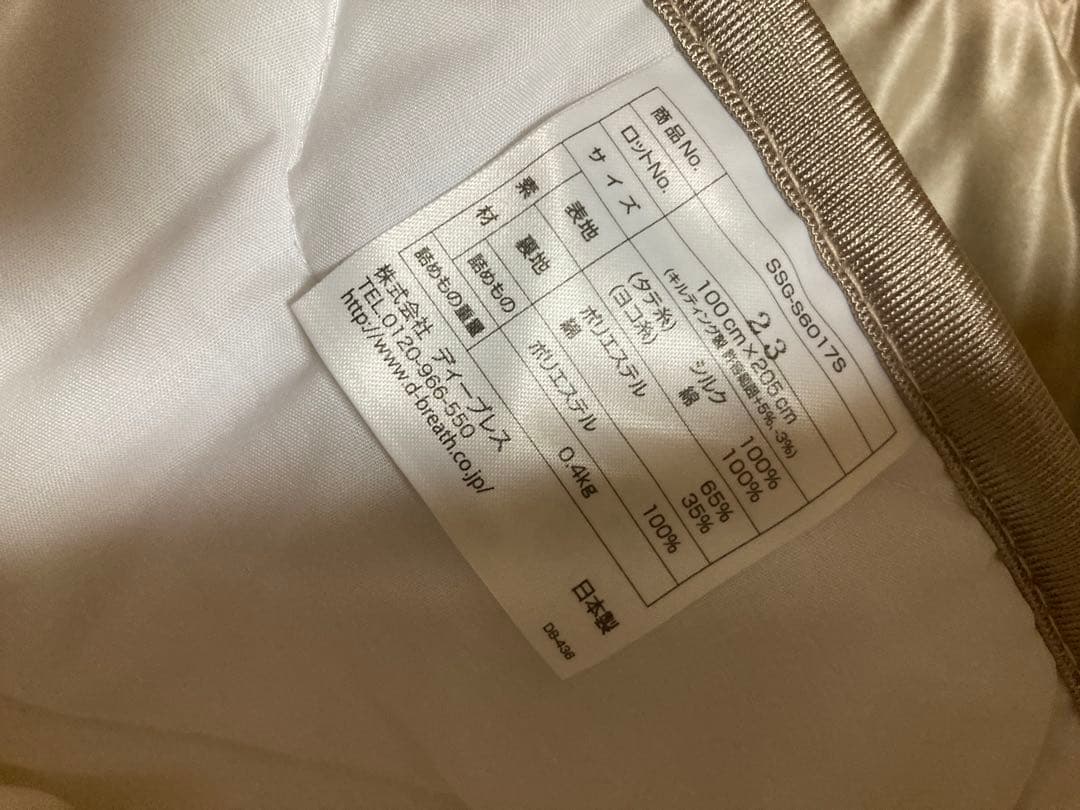 商品No. SSG-S6017S
ロットNo. 2.3
サイズ 100cm×205cm
(キルティング製 許容範囲+5%、-3%)
素材 表地 (タテ糸) シルク 100%
(ヨコ糸) 綿 100%
裏地 ポリエステル 65%
綿 35%
詰めもの ポリエステル 100%
詰めもの重量 0.4kg
株式会社 ディーブレス
TEL.0120-966-550
http://www.d-breath.co.jp/
日本製
DB-436